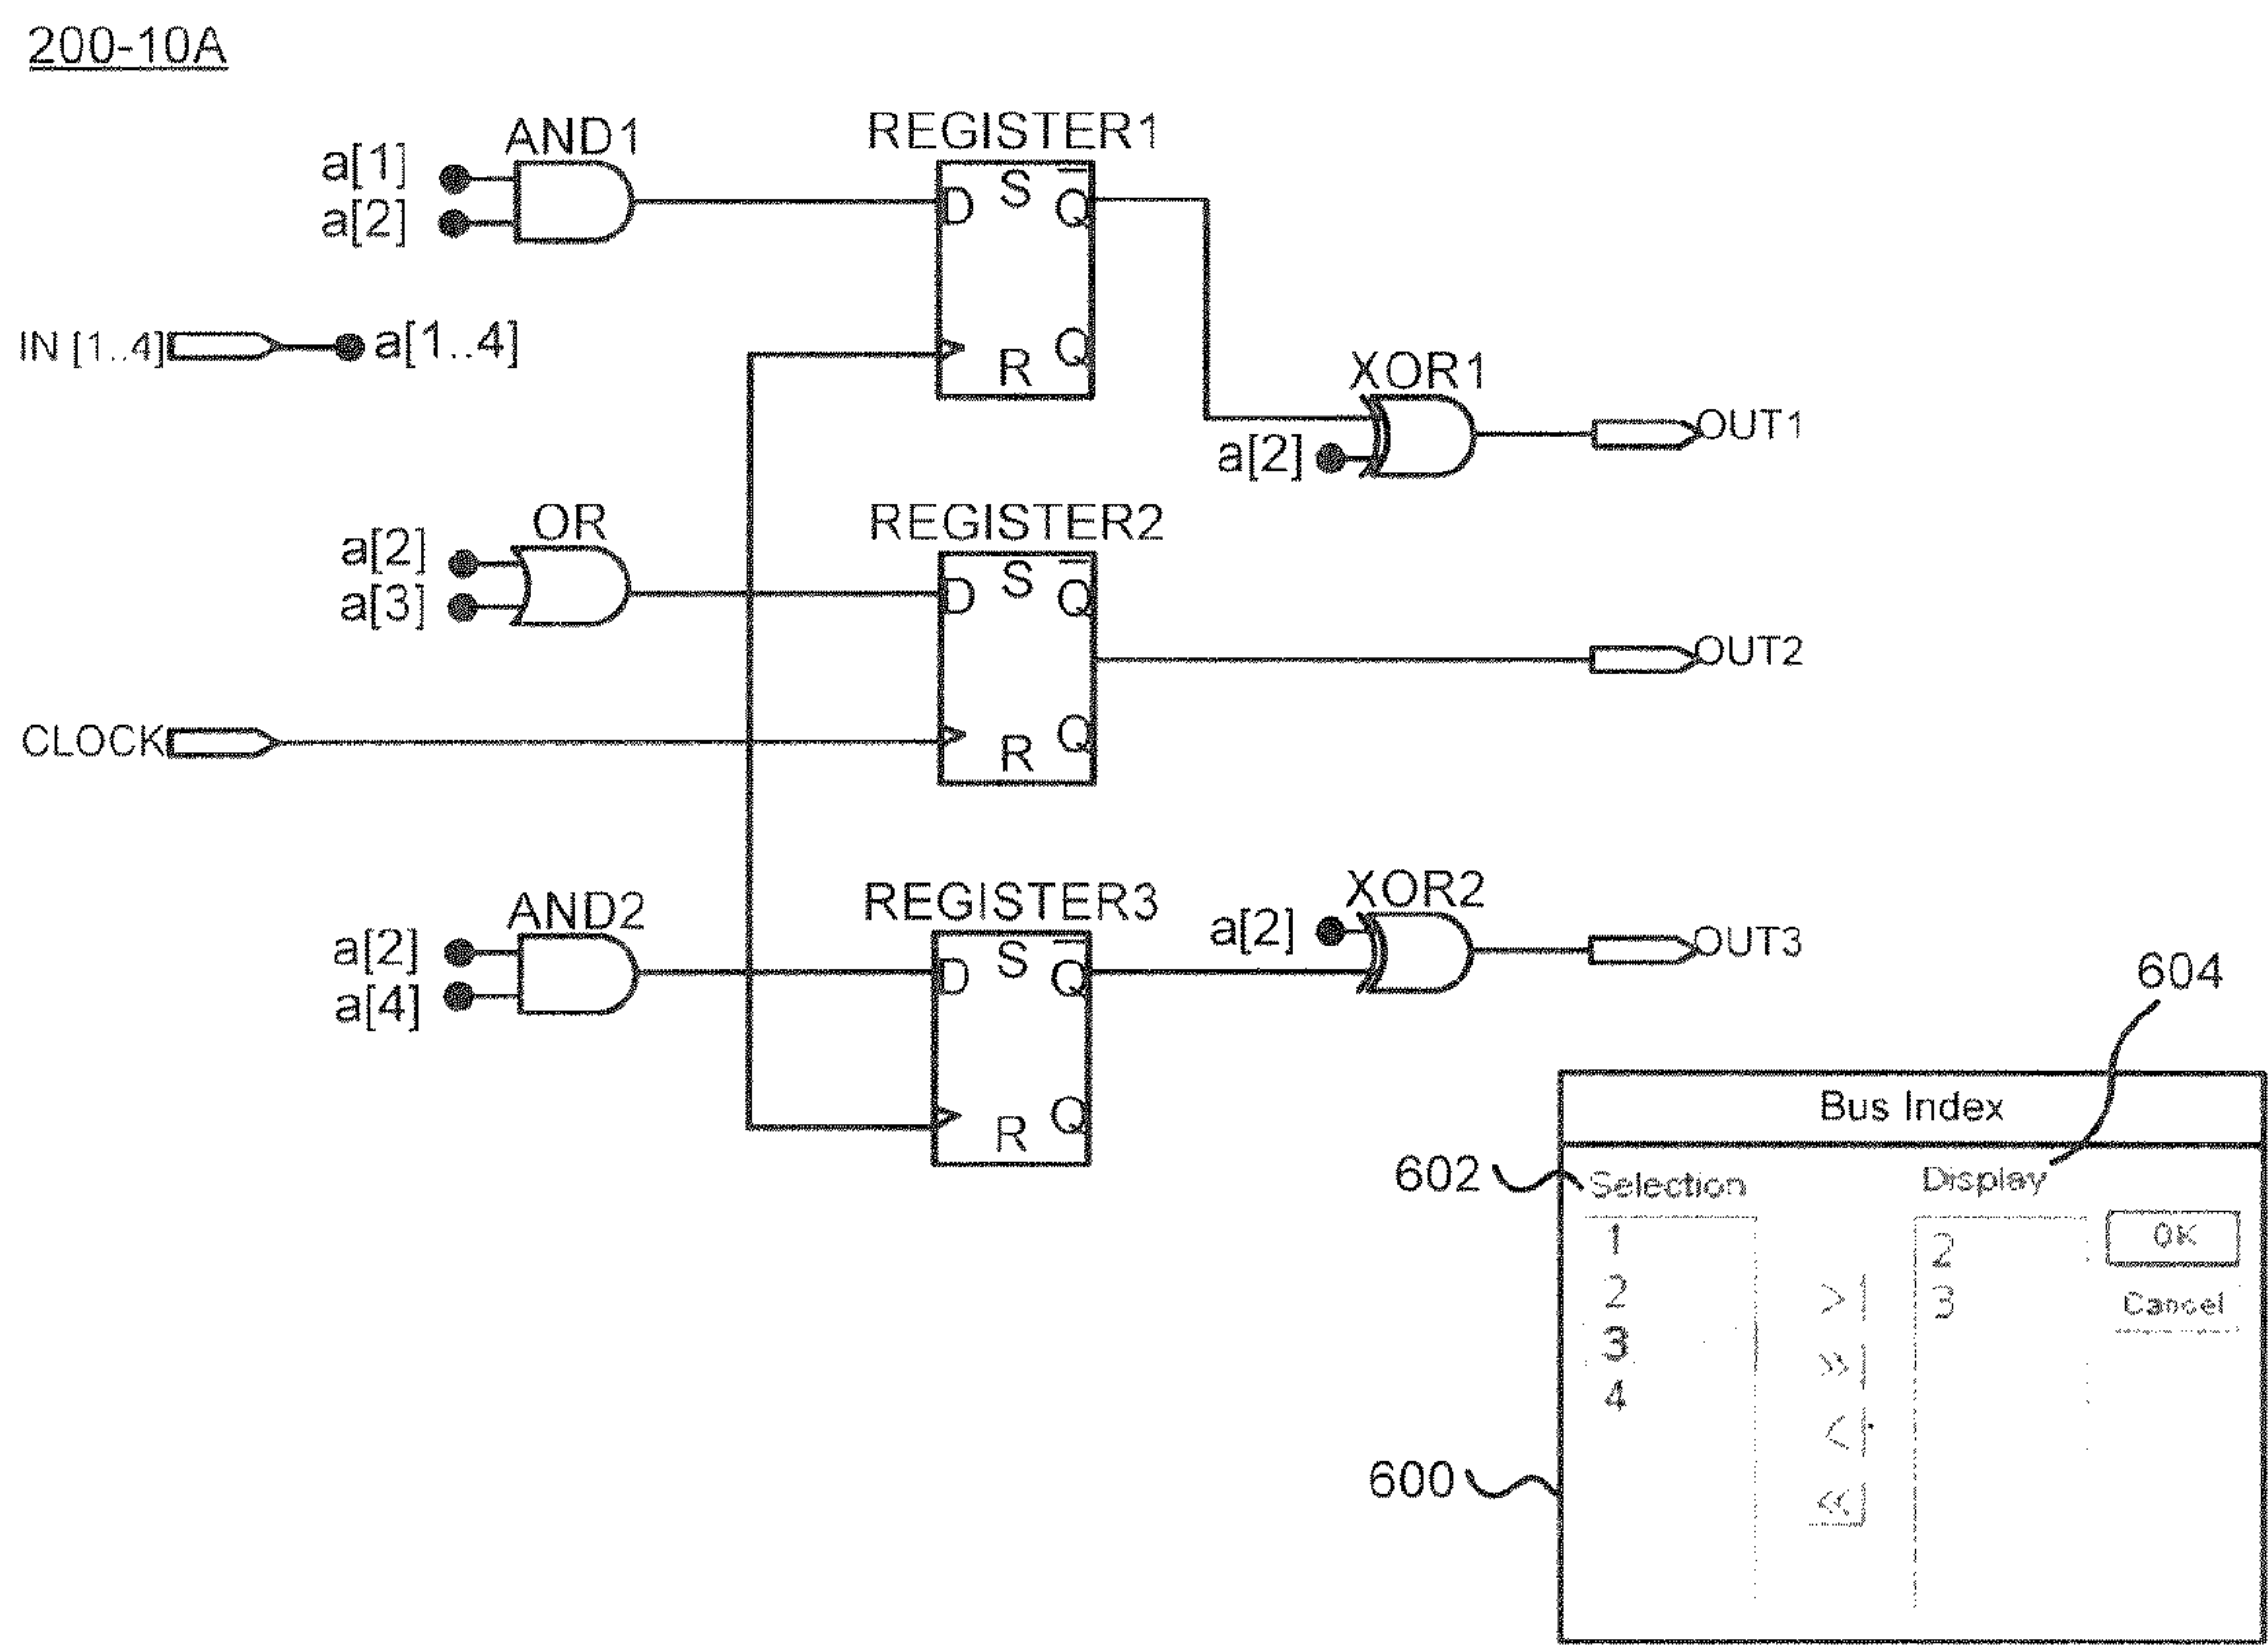 200-10A
AND1
REGISTER1
a[1]
a[2]
D
S
Q
IN [1..4]
a[1..4]
R
Q
XOR1
OUT1
a[2]
OR
REGISTER2
a[2]
a[3]
D
S
Q
OUT2
CLOCK
R
Q
AND2
REGISTER3
XOR2
a[2]
a[4]
D
S
Q
a[2]
OUT3
R
Q
604
Bus Index
602
Selection
Display
1
2
3
4
>
>>
<
<<
2
3
OK
Cancel
600